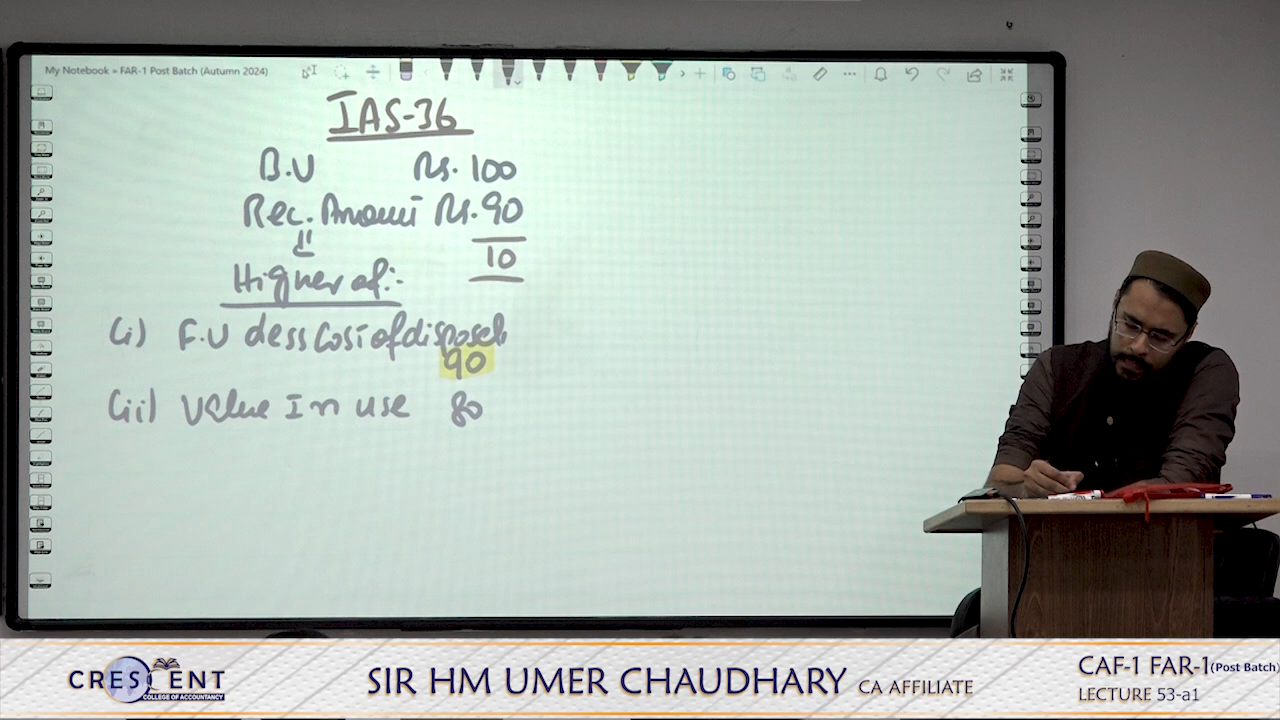 My Notebook » FAR-1 Post Batch (Autumn 2024)
IAS-36
B.V Rs. 100
Rec. Amount Rs. 90
10
Higher of:-
(i) F.V less Cost of disposal
90
(ii) Value In use 80
CRESCENT
COLLEGE OF ACCOUNTANCY
SIR HM UMER CHAUDHARY CA AFFILIATE
CAF-1 FAR-1 (Post Batch)
LECTURE 53-a1